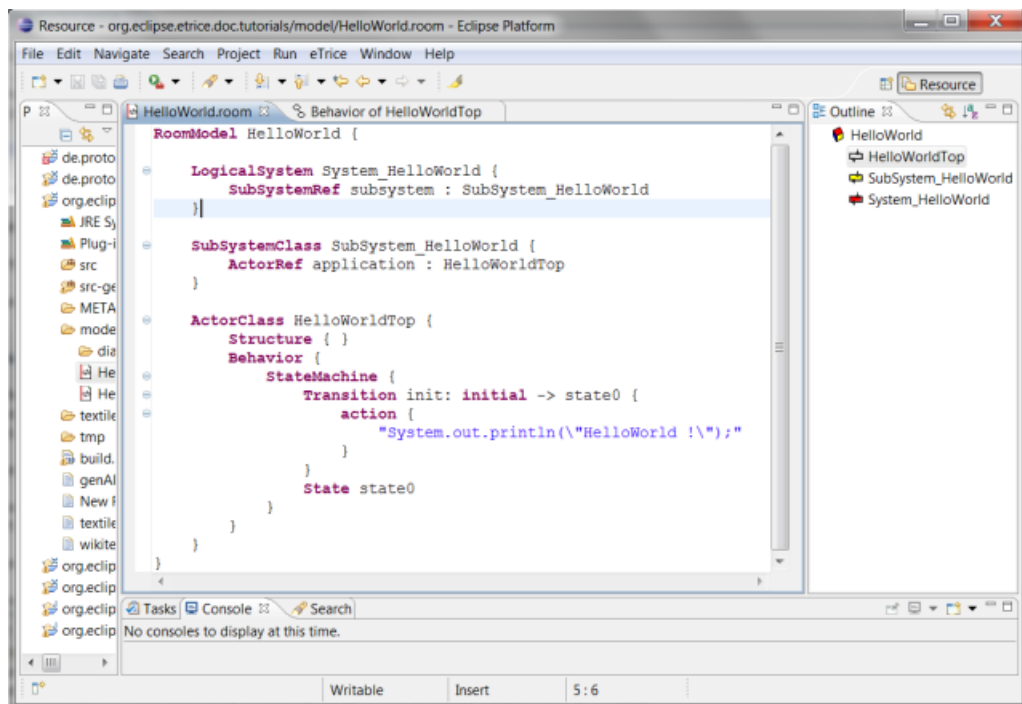 Resource - org.eclipse.etrice.doc.tutorials/model/HelloWorld.room - Eclipse Platform
File Edit Navigate Search Project Run eTrice Window Help
Resource
P
HelloWorld.room
Behavior of HelloWorldTop
Outline
de.proto
de.proto
org.eclip
JRE Sy
Plug-i
src
src-ge
META
mode
dia
He
He
textile
tmp
build.
genAl
New F
textile
wikite
org.eclip
org.eclip
org.eclip
org.eclip
RoomModel HelloWorld {
LogicalSystem System_HelloWorld {
SubSystemRef subsystem : SubSystem_HelloWorld
}
SubSystemClass SubSystem_HelloWorld {
ActorRef application : HelloWorldTop
}
ActorClass HelloWorldTop {
Structure { }
Behavior {
StateMachine {
Transition init: initial -> state0 {
action {
"System.out.println(\"HelloWorld !\");"
}
}
State state0
}
}
}
}
HelloWorld
HelloWorldTop
SubSystem_HelloWorld
System_HelloWorld
Tasks Console Search
No consoles to display at this time.
Writable Insert 5:6